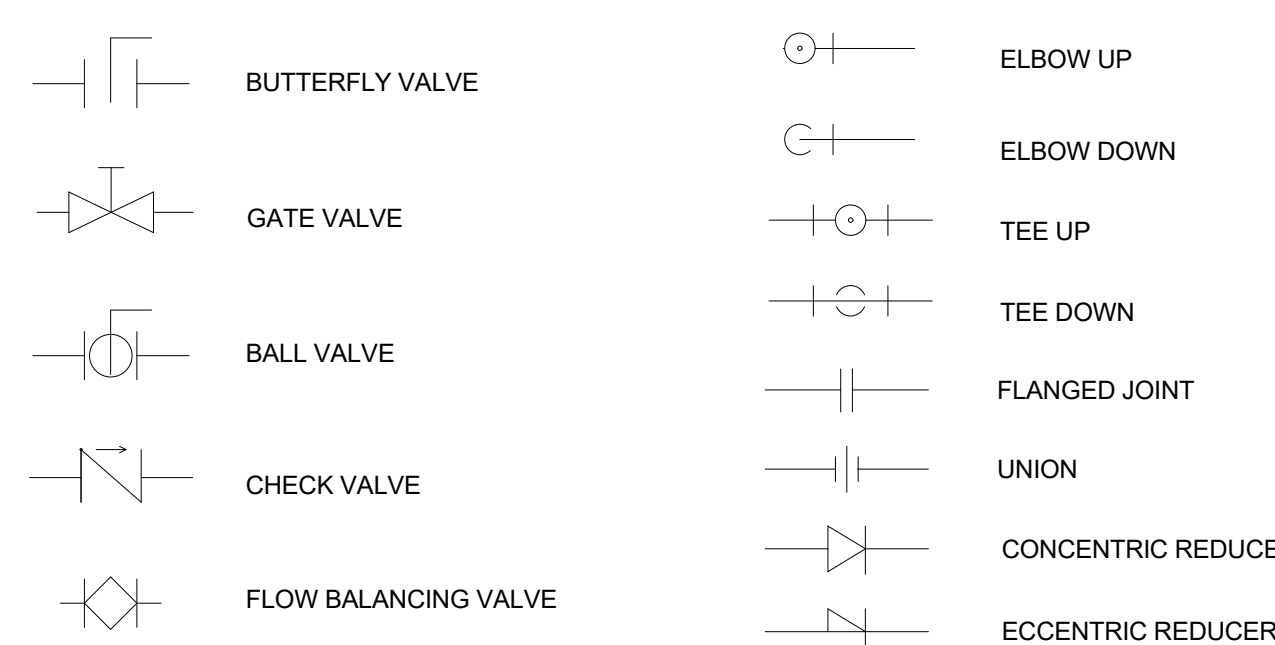 BUTTERFLY VALVE
GATE VALVE
BALL VALVE
CHECK VALVE
FLOW BALANCING VALVE
ELBOW UP
ELBOW DOWN
TEE UP
TEE DOWN
FLANGED JOINT
UNION
CONCENTRIC REDUCE
ECCENTRIC REDUCER